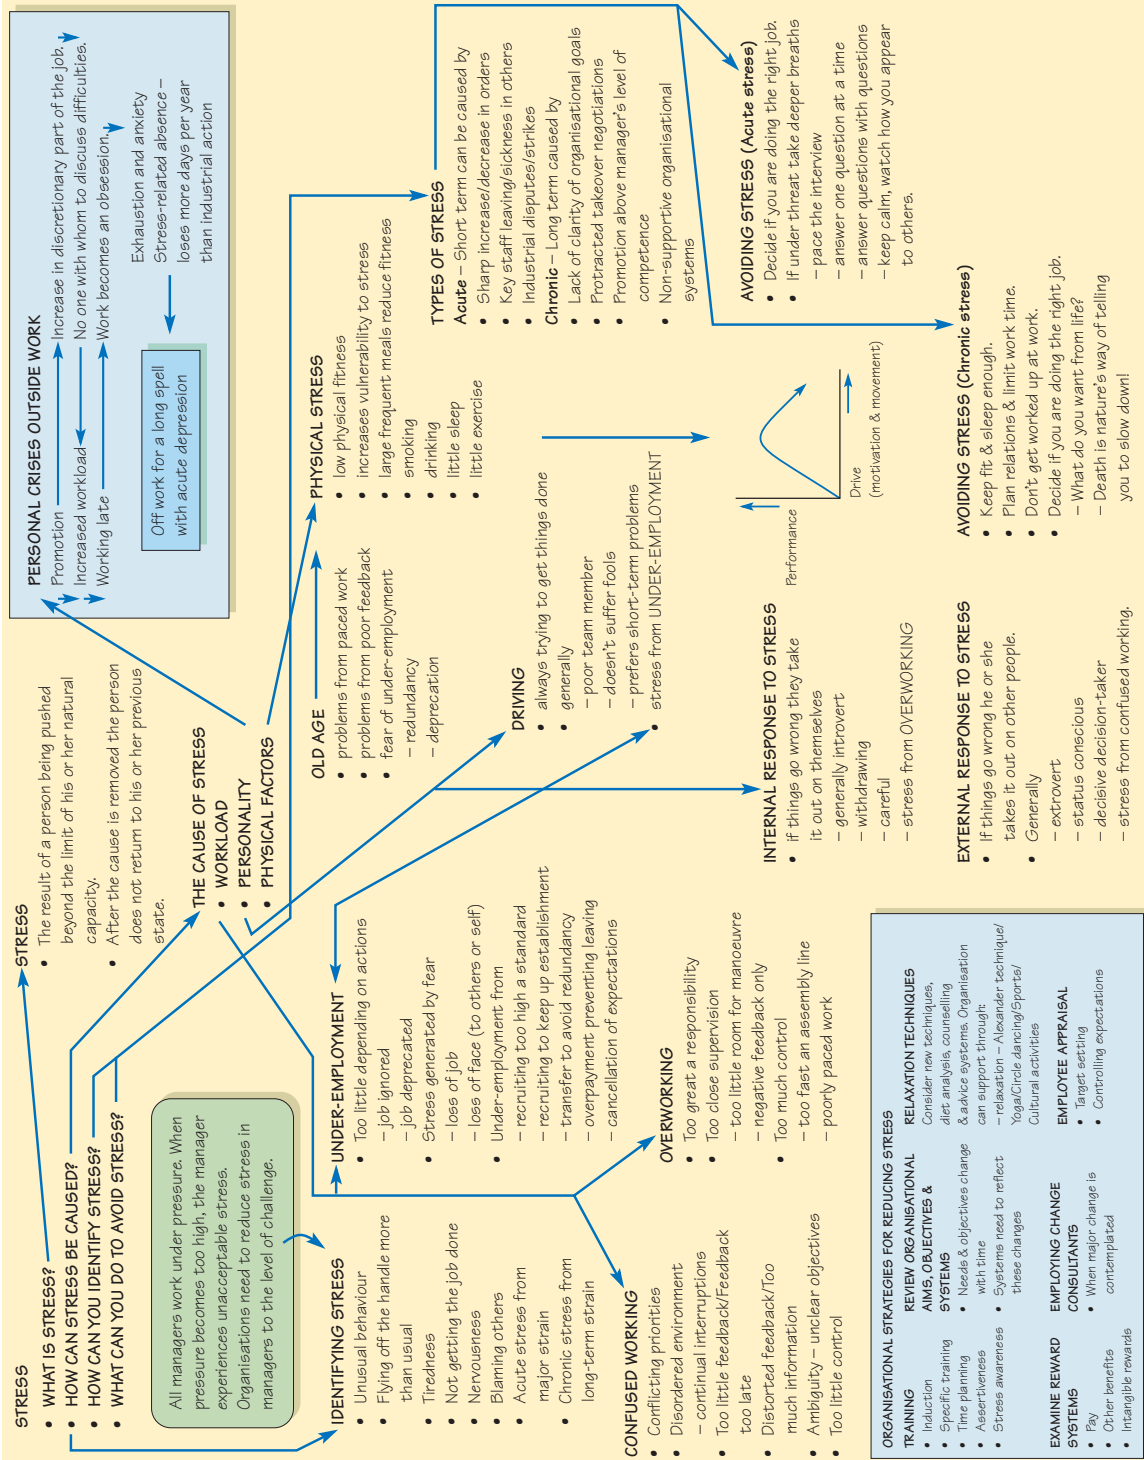 STRESS
• WHAT IS STRESS?
• HOW CAN STRESS BE CAUSED?
• HOW CAN YOU IDENTIFY STRESS?
• WHAT CAN YOU DO TO AVOID STRESS?
All managers work under pressure. When
pressure becomes too high, the manager
experiences unacceptable stress.
Organisations need to reduce stress in
managers to the level of challenge.
STRESS
• The result of a person being pushed
beyond the limit of his or her natural
capacity.
• After the cause is removed the person
does not return to his or her previous
state.
THE CAUSE OF STRESS
• WORKLOAD
• PERSONALITY
• PHYSICAL FACTORS
PERSONAL CRISES OUTSIDE WORK
Promotion
Increase in discretionary part of the job.
Increased workload
No one with whom to discuss difficulties.
Working late
Work becomes an obsession.
Exhaustion and anxiety
Stress-related absence –
loses more days per year
than industrial action
Off work for a long spell
with acute depression
IDENTIFYING STRESS
• Unusual behaviour
• Flying off the handle more
than usual
• Tiredness
• Not getting the job done
• Nervousness
• Blaming others
• Acute stress from
major strain
• Chronic stress from
long-term strain
UNDER-EMPLOYMENT
• Too little depending on actions
– job ignored
– job deprecated
• Stress generated by fear
– loss of job
– loss of face (to others or self)
• Under-employment from
– recruiting too high a standard
– recruiting to keep up establishment
– transfer to avoid redundancy
– overpayment preventing leaving
– cancellation of expectations
OLD AGE
• problems from paced work
• problems from poor feedback
• fear of under-employment
– redundancy
– deprecation
PHYSICAL STRESS
• low physical fitness
• increases vulnerability to stress
• large frequent meals reduce fitness
• smoking
• drinking
• little sleep
• little exercise
TYPES OF STRESS
Acute – Short term can be caused by
• Sharp increase/decrease in orders
• Key staff leaving/sickness in others
• Industrial disputes/strikes
Chronic – Long term caused by
• Lack of clarity of organisational goals
• Protracted takeover negotiations
• Promotion above manager's level of
competence
• Non-supportive organisational
systems
DRIVING
• always trying to get things done
• generally
– poor team member
– doesn't suffer fools
– prefers short-term problems
• stress from UNDER-EMPLOYMENT
Performance
Drive
(motivation & movement)
CONFUSED WORKING
• Conflicting priorities
• Disordered environment
– continual interruptions
• Too little feedback/Feedback
too late
• Distorted feedback/Too
much information
• Ambiguity – unclear objectives
• Too little control
OVERWORKING
• Too great a responsibility
• Too close supervision
– too little room for manoeuvre
– negative feedback only
• Too much control
– too fast an assembly line
– poorly paced work
INTERNAL RESPONSE TO STRESS
• if things go wrong they take
it out on themselves
– generally introvert
– withdrawing
– careful
– stress from OVERWORKING
AVOIDING STRESS (Acute stress)
• Decide if you are doing the right job.
• If under threat take deeper breaths
– pace the interview
– answer one question at a time
– answer questions with questions
– keep calm, watch how you appear
to others.
EXTERNAL RESPONSE TO STRESS
• If things go wrong he or she
takes it out on other people.
• Generally
– extrovert
– status conscious
– decisive decision-taker
– stress from confused working.
AVOIDING STRESS (Chronic stress)
• Keep fit & sleep enough.
• Plan relations & limit work time.
• Don't get worked up at work.
• Decide if you are doing the right job.
– What do you want from life?
– Death is nature's way of telling
you to slow down!
ORGANISATIONAL STRATEGIES FOR REDUCING STRESS
TRAINING
• Induction
• Specific training
• Time planning
• Assertiveness
• Stress awareness
REVIEW ORGANISATIONAL
AIMS, OBJECTIVES &
SYSTEMS
• Needs & objectives change
with time
• Systems need to reflect
these changes
RELAXATION TECHNIQUES
Consider new techniques,
diet analysis, counselling
& advice systems. Organisation
can support through:
– relaxation – Alexander technique/
Yoga/Circle dancing/Sports/
Cultural activities
EXAMINE REWARD
SYSTEMS
• Pay
• Other benefits
• Intangible rewards
EMPLOYING CHANGE
CONSULTANTS
• When major change is
contemplated
EMPLOYEE APPRAISAL
• Target setting
• Controlling expectations